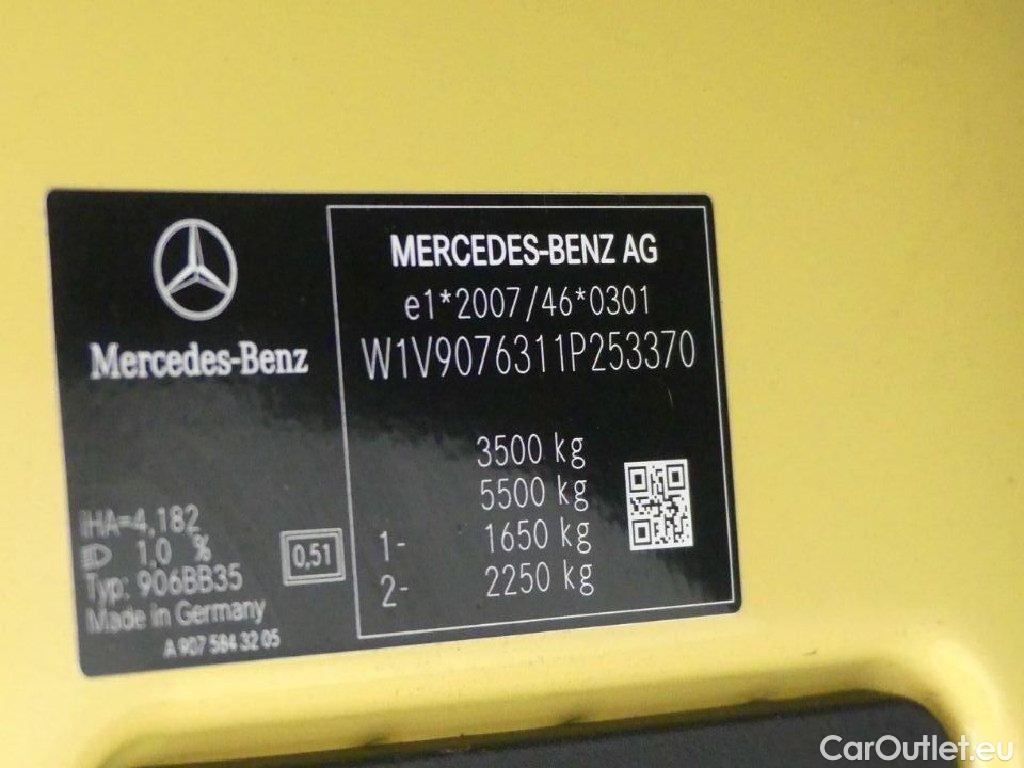 Mercedes-Benz
iHA=4,182
1,0 %
Typ: 906BB35
Made in Germany
A 907 584 32 05
0,51
MERCEDES-BENZ AG
e1*2007/46*0301
W1V9076311P253370
3500 kg
5500 kg
1- 1650 kg
2- 2250 kg
CarOutlet.eu